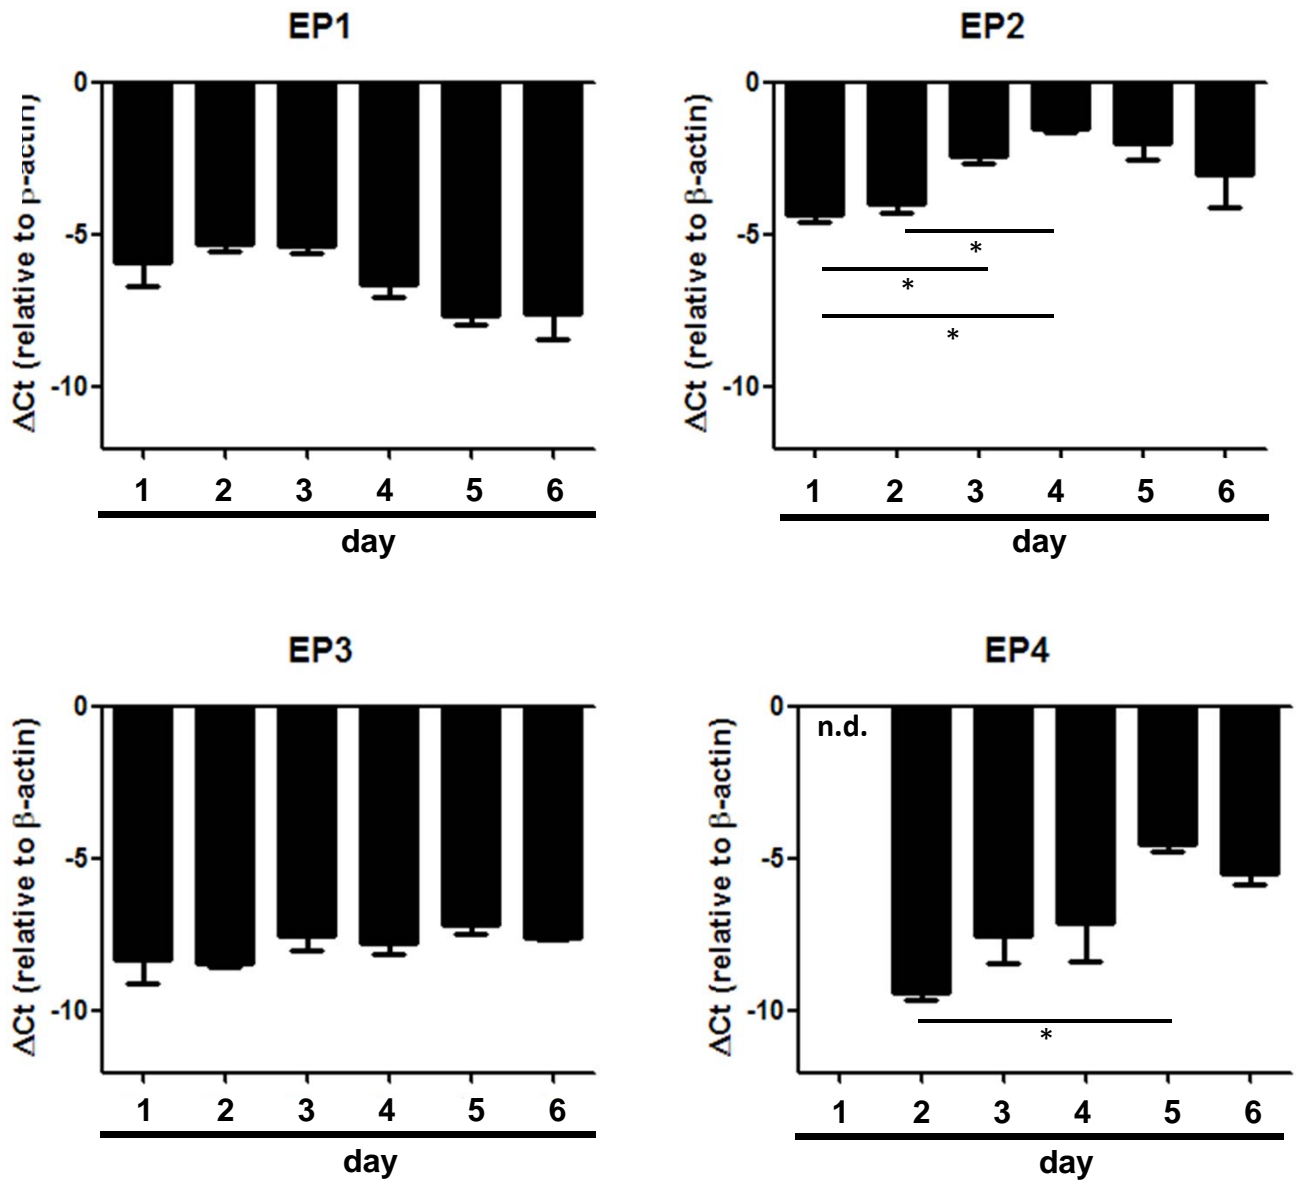 EP1
0
-5
-10
ΔCt (relative to β-actin)
1 2 3 4 5 6
day
EP2
0
-5
-10
ΔCt (relative to β-actin)
*
*
*
1 2 3 4 5 6
day
EP3
0
-5
-10
ΔCt (relative to β-actin)
1 2 3 4 5 6
day
EP4
0
-5
-10
ΔCt (relative to β-actin)
n.d.
*
1 2 3 4 5 6
day